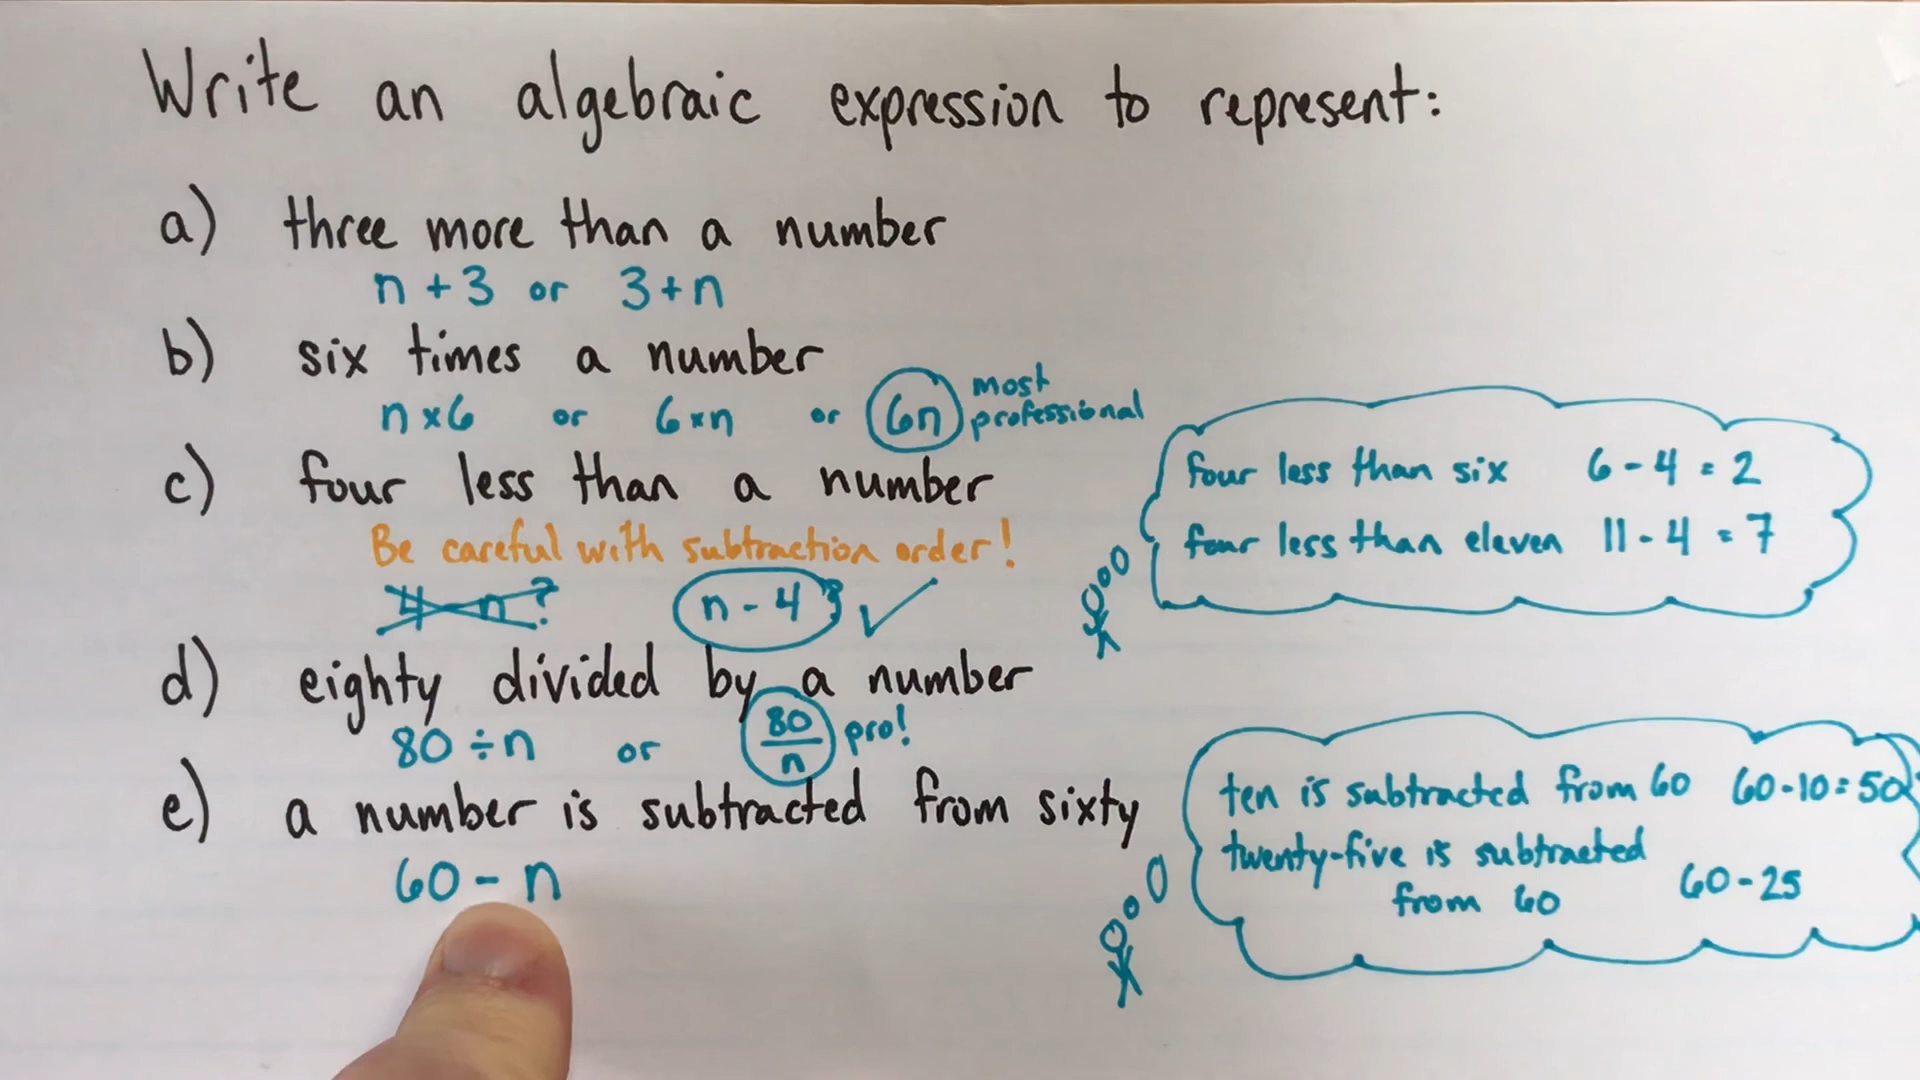 Write an algebraic expression to represent:
a) three more than a number
n + 3 or 3 + n
b) six times a number
n × 6 or 6 × n or 6n most professional
c) four less than a number
Be careful with subtraction order!
4 - n ? n - 4
d) eighty divided by a number
80 ÷ n or 80/n pro!
e) a number is subtracted from sixty
60 - n
four less than six 6 - 4 = 2
four less than eleven 11 - 4 = 7
ten is subtracted from 60 60 - 10 = 50
twenty-five is subtracted
from 60 60 - 25